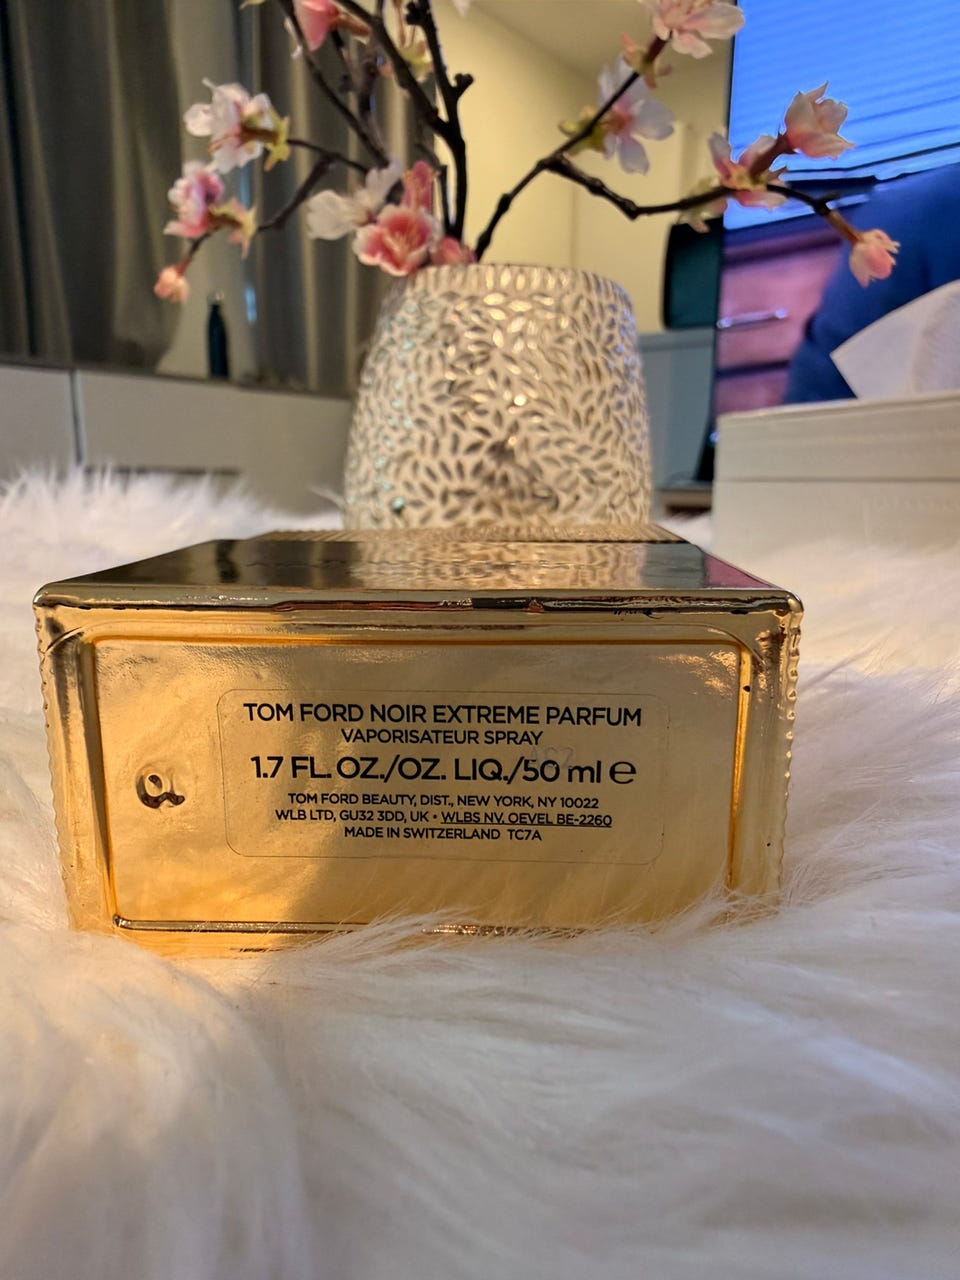 TOM FORD NOIR EXTREME PARFUM
VAPORISATEUR SPRAY
1.7 FL. OZ./OZ. LIQ./50 ml ℮
TOM FORD BEAUTY, DIST., NEW YORK, NY 10022
WLB LTD, GU32 3DD, UK • WLBS NV. OEVEL BE-2260
MADE IN SWITZERLAND TC7A